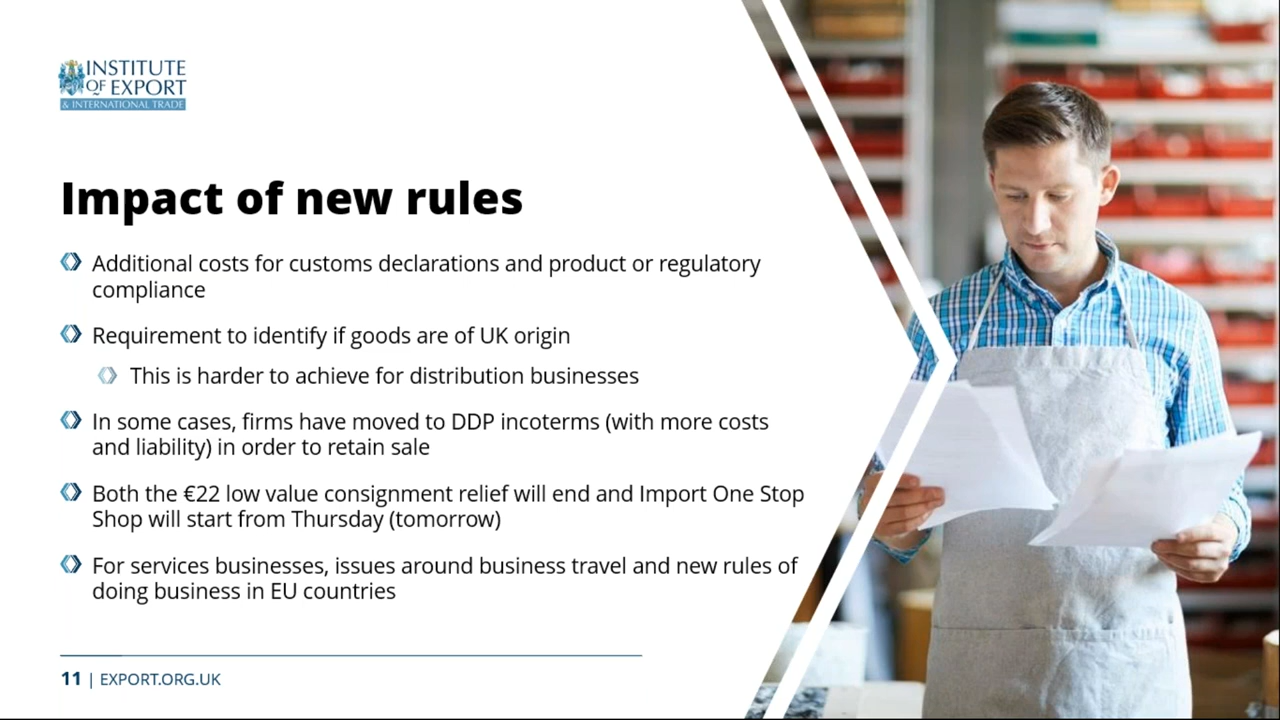 INSTITUTE
OF EXPORT
& INTERNATIONAL TRADE
Impact of new rules
Additional costs for customs declarations and product or regulatory
compliance
Requirement to identify if goods are of UK origin
This is harder to achieve for distribution businesses
In some cases, firms have moved to DDP incoterms (with more costs
and liability) in order to retain sale
Both the €22 low value consignment relief will end and Import One Stop
Shop will start from Thursday (tomorrow)
For services businesses, issues around business travel and new rules of
doing business in EU countries
11 | EXPORT.ORG.UK